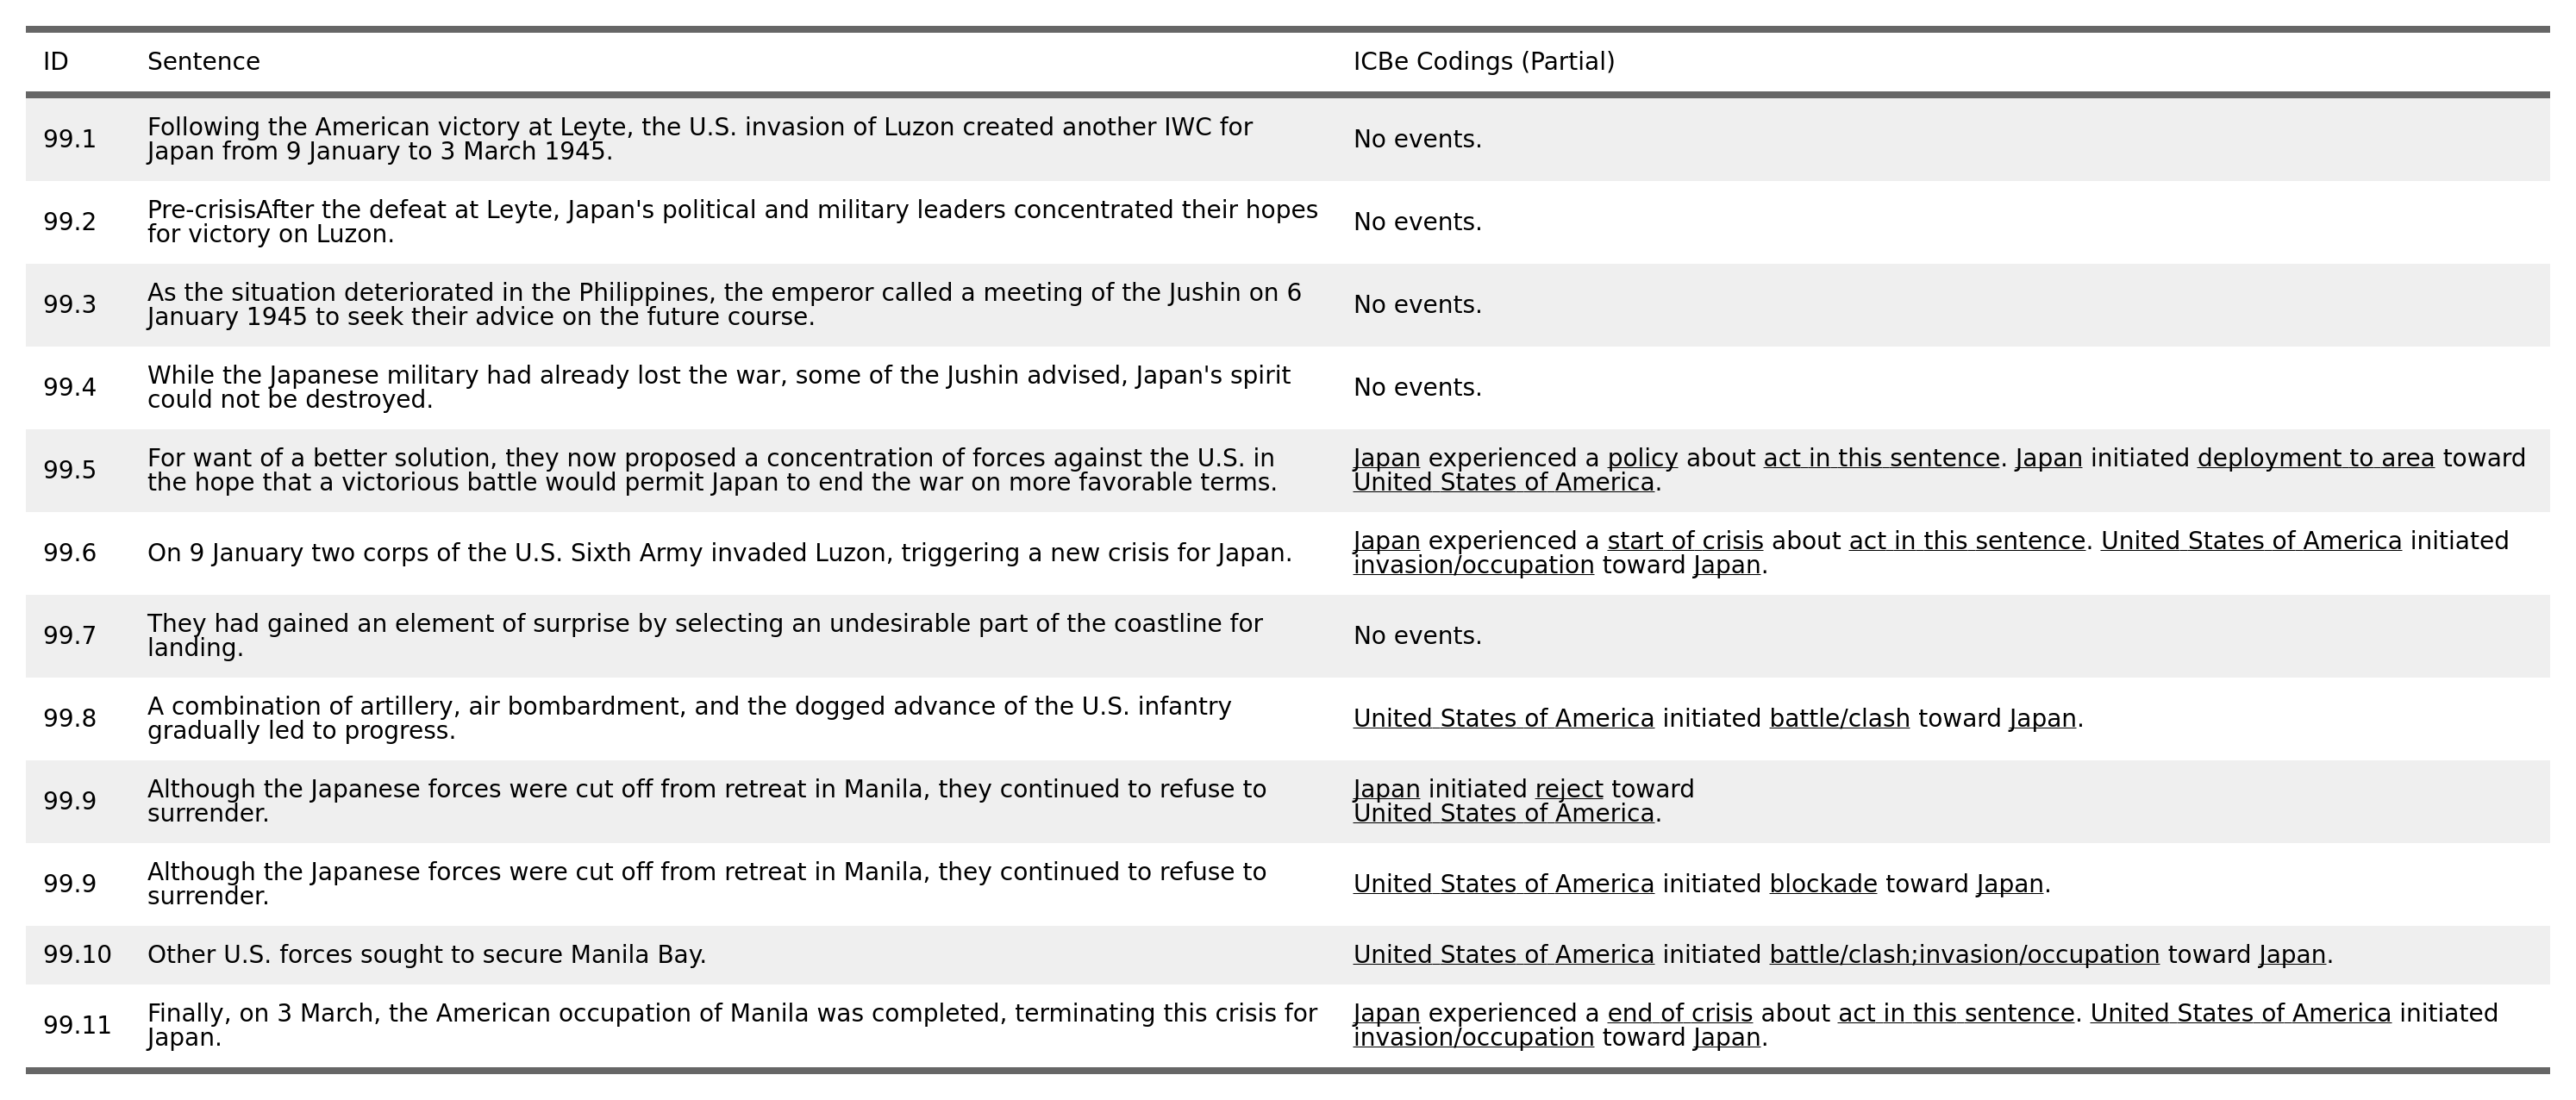 ID Sentence ICBe Codings (Partial)
99.1 Following the American victory at Leyte, the U.S. invasion of Luzon created another IWC for
Japan from 9 January to 3 March 1945. No events.
99.2 Pre-crisisAfter the defeat at Leyte, Japan's political and military leaders concentrated their hopes
for victory on Luzon. No events.
99.3 As the situation deteriorated in the Philippines, the emperor called a meeting of the Jushin on 6
January 1945 to seek their advice on the future course. No events.
99.4 While the Japanese military had already lost the war, some of the Jushin advised, Japan's spirit
could not be destroyed. No events.
99.5 For want of a better solution, they now proposed a concentration of forces against the U.S. in
the hope that a victorious battle would permit Japan to end the war on more favorable terms.
Japan experienced a policy about act in this sentence. Japan initiated deployment to area toward
United States of America.
99.6 On 9 January two corps of the U.S. Sixth Army invaded Luzon, triggering a new crisis for Japan.
Japan experienced a start of crisis about act in this sentence. United States of America initiated
invasion/occupation toward Japan.
99.7 They had gained an element of surprise by selecting an undesirable part of the coastline for
landing. No events.
99.8 A combination of artillery, air bombardment, and the dogged advance of the U.S. infantry
gradually led to progress.
United States of America initiated battle/clash toward Japan.
99.9 Although the Japanese forces were cut off from retreat in Manila, they continued to refuse to
surrender.
Japan initiated reject toward
United States of America.
99.9 Although the Japanese forces were cut off from retreat in Manila, they continued to refuse to
surrender.
United States of America initiated blockade toward Japan.
99.10 Other U.S. forces sought to secure Manila Bay.
United States of America initiated battle/clash;invasion/occupation toward Japan.
99.11 Finally, on 3 March, the American occupation of Manila was completed, terminating this crisis for
Japan.
Japan experienced a end of crisis about act in this sentence. United States of America initiated
invasion/occupation toward Japan.